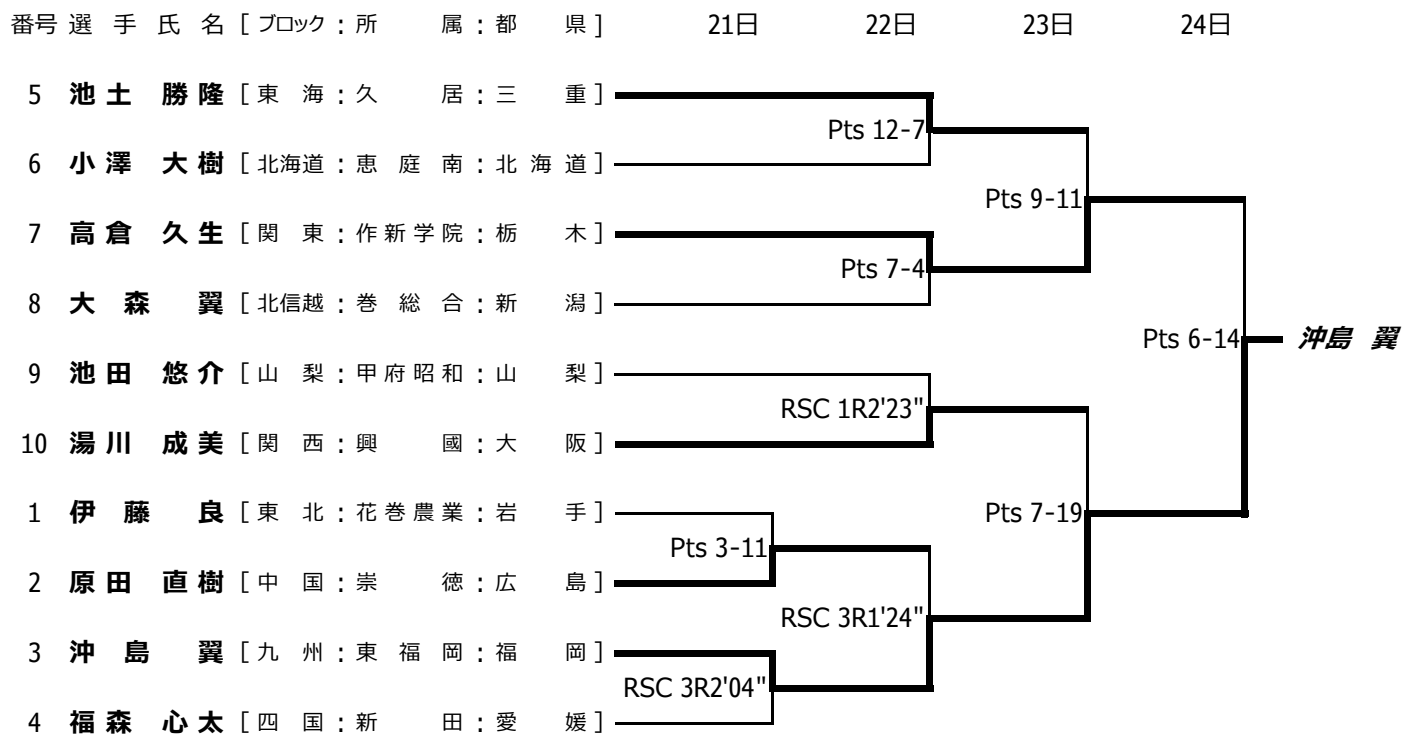 番号 選手氏名 [ ブロック : 所属 : 都県 ] 21日 22日 23日 24日
5 池土 勝隆 [ 東海 : 久居 : 三重 ]
Pts 12-7
6 小澤 大樹 [ 北海道 : 恵庭南 : 北海道 ]
Pts 9-11
7 高倉 久生 [ 関東 : 作新学院 : 栃木 ]
Pts 7-4
8 大森 翼 [ 北信越 : 巻総合 : 新潟 ]
Pts 6-14 沖島 翼
9 池田 悠介 [ 山梨 : 甲府昭和 : 山梨 ]
RSC 1R2'23"
10 湯川 成美 [ 関西 : 興國 : 大阪 ]
1 伊藤 良 [ 東北 : 花巻農業 : 岩手 ] Pts 7-19
Pts 3-11
2 原田 直樹 [ 中国 : 崇徳 : 広島 ]
RSC 3R1'24"
3 沖島 翼 [ 九州 : 東福岡 : 福岡 ]
RSC 3R2'04"
4 福森 心太 [ 四国 : 新田 : 愛媛 ]